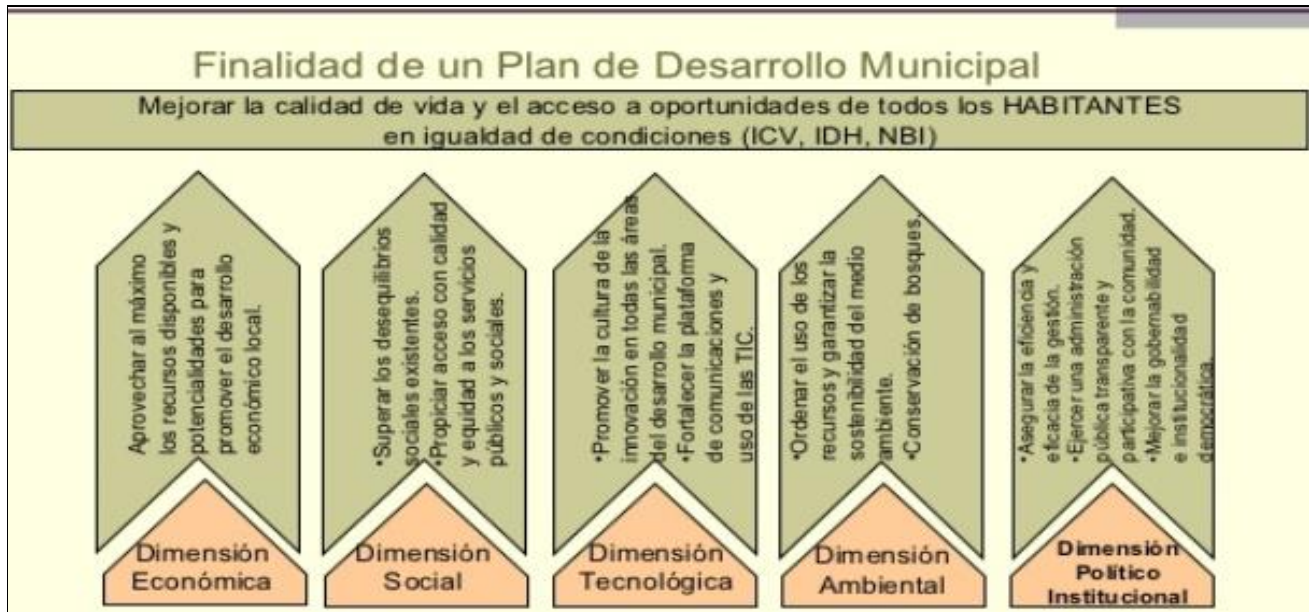 Finalidad de un Plan de Desarrollo Municipal
Mejorar la calidad de vida y el acceso a oportunidades de todos los HABITANTES
en igualdad de condiciones (ICV, IDH, NBI)
Aprovechar al máximo
los recursos disponibles y
potencialidades para
promover el desarrollo
económico local.
Dimensión
Económica
•Superar los desequilibrios
sociales existentes.
•Propiciar acceso con calidad
y equidad a los servicios
públicos y sociales.
Dimensión
Social
•Promover la cultura de la
innovación en todas las áreas
del desarrollo municipal.
•Fortalecer la plataforma
de comunicaciones y
uso de las TIC.
Dimensión
Tecnológica
•Ordenar el uso de los
recursos y garantizar la
sostenibilidad del medio
ambiente.
•Conservación de bosques.
Dimensión
Ambiental
•Asegurar la eficiencia y
eficacia de la gestión.
•Ejercer una administración
pública transparente y
participativa con la comunidad.
•Mejorar la gobernabilidad
e institucionalidad
democrática.
Dimensión
Político
Institucional